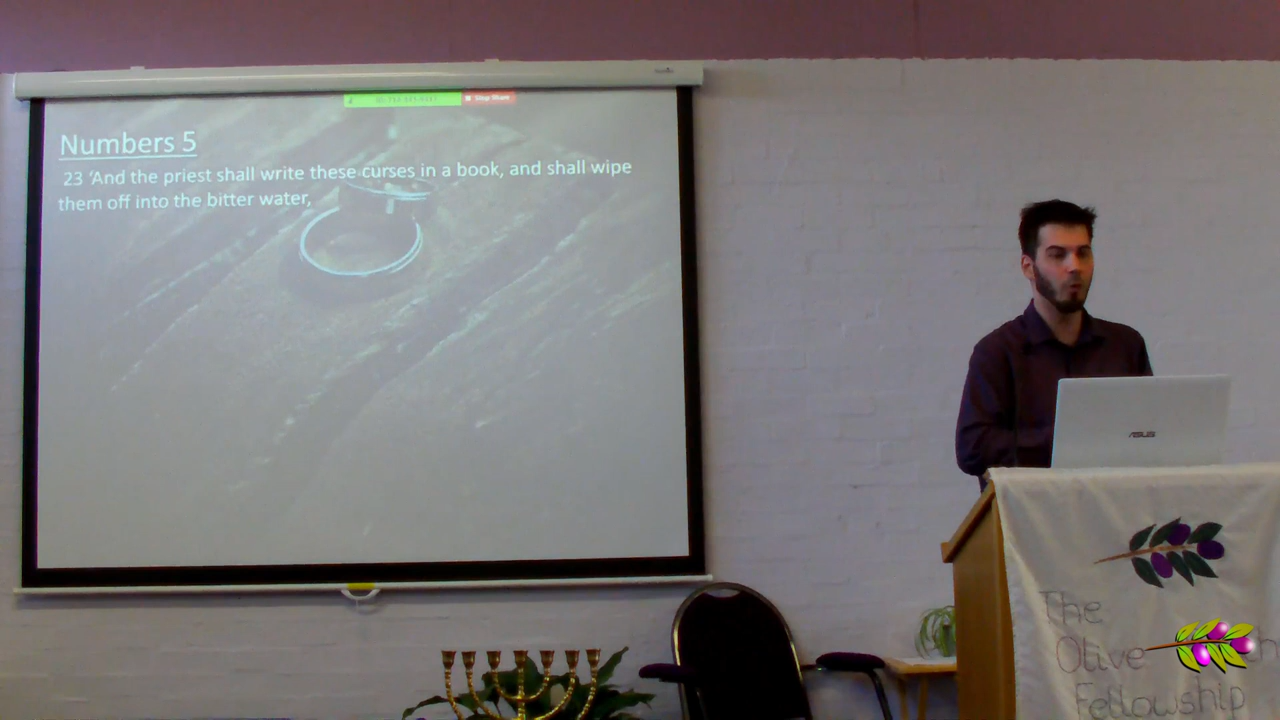 Stop Share
Numbers 5
23 ‘And the priest shall write these curses in a book, and shall wipe
them off into the bitter water,
ASUS
The
Olive
Fellowship